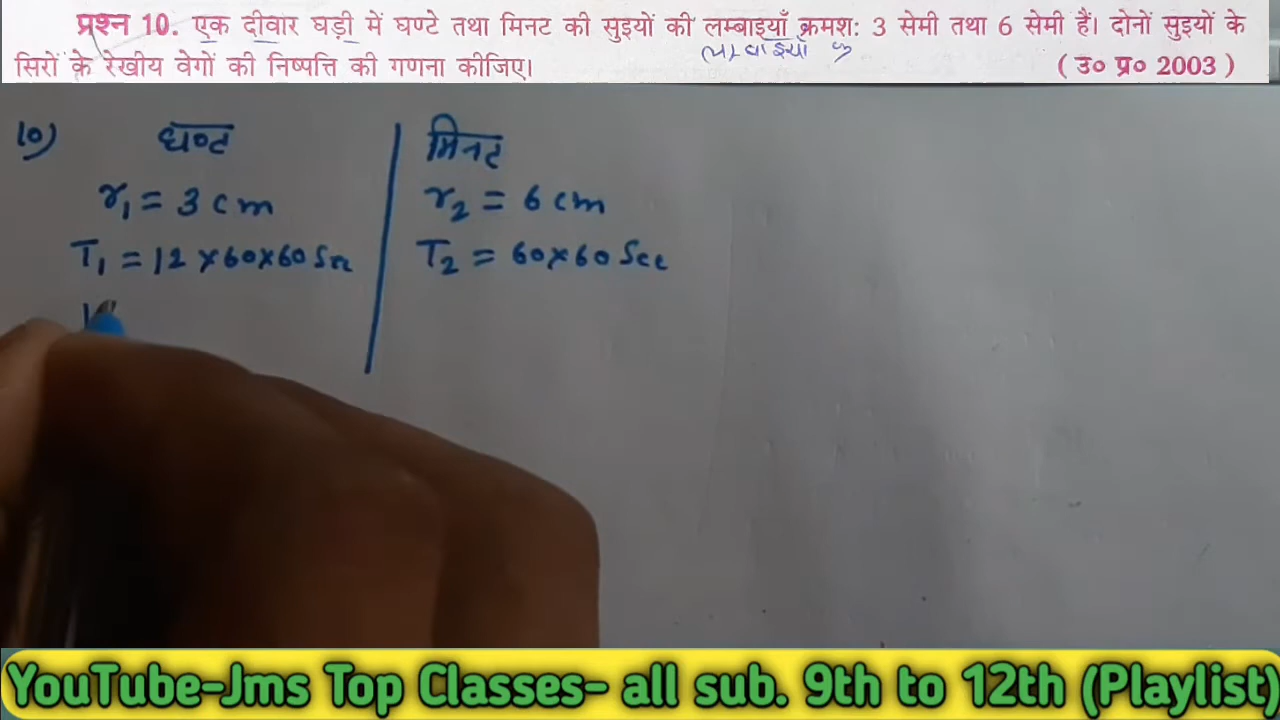 प्रश्न 10. एक दीवार घड़ी में घण्टे तथा मिनट की सुइयों की लम्बाइयाँ क्रमश: 3 सेमी तथा 6 सेमी हैं। दोनों सुइयों के
सिरों के रेखीय वेगों की निष्पत्ति की गणना कीजिए।
( उ० प्र० 2003 )
10)
घण्ट
r₁ = 3 cm
T₁ = 12 × 60 × 60 Sec
मिनट
r₂ = 6 cm
T₂ = 60 × 60 Sec
YouTube-Jms Top Classes- all sub. 9th to 12th (Playlist)